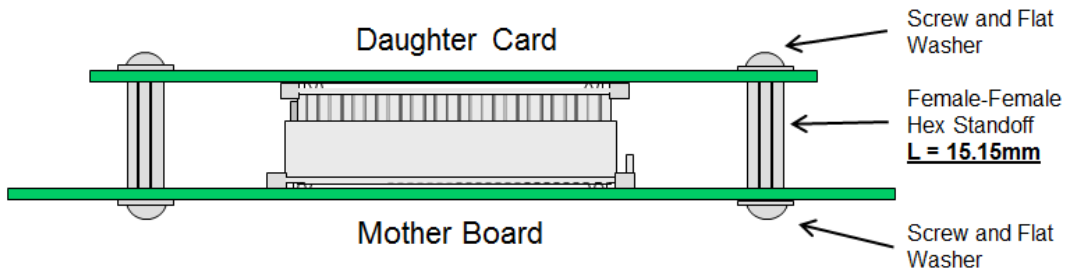 Daughter Card
Screw and Flat
Washer
Female-Female
Hex Standoff
L = 15.15mm
Mother Board
Screw and Flat
Washer